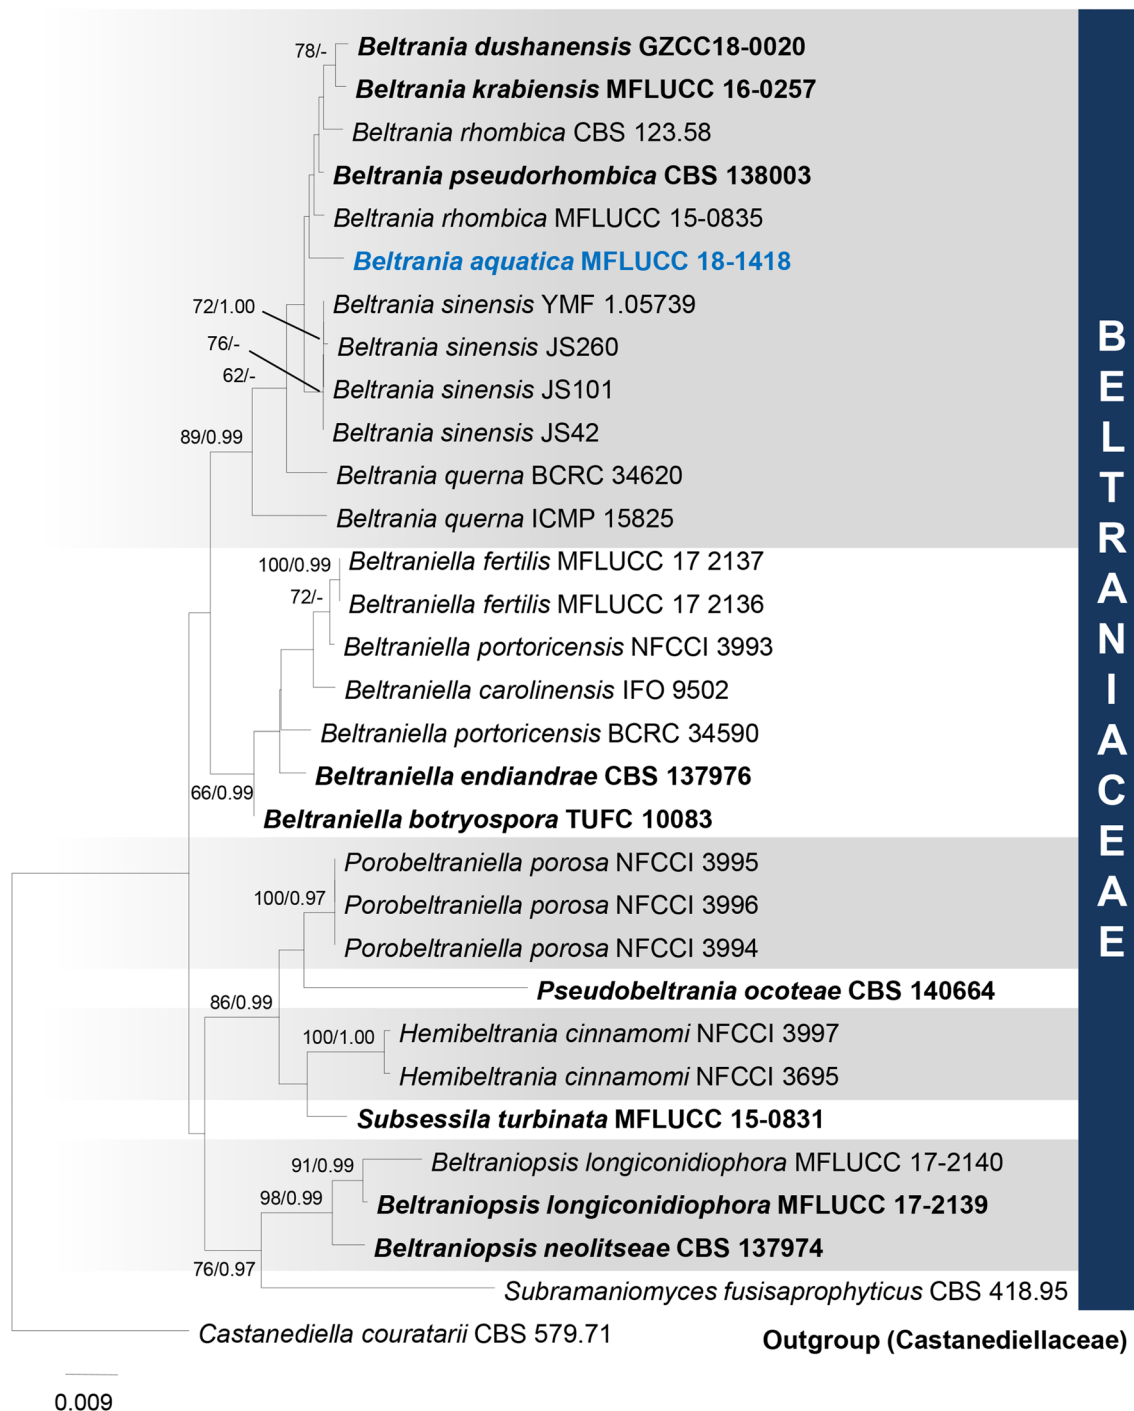 78/-
Beltrania dushanensis GZCC18-0020
Beltrania krabiensis MFLUCC 16-0257
Beltrania rhombica CBS 123.58
Beltrania pseudorhombica CBS 138003
Beltrania rhombica MFLUCC 15-0835
Beltrania aquatica MFLUCC 18-1418
72/1.00
Beltrania sinensis YMF 1.05739
76/-
Beltrania sinensis JS260
62/-
Beltrania sinensis JS101
89/0.99
Beltrania sinensis JS42
Beltrania querna BCRC 34620
Beltrania querna ICMP 15825
100/0.99
Beltraniella fertilis MFLUCC 17 2137
72/-
Beltraniella fertilis MFLUCC 17 2136
Beltraniella portoricensis NFCCI 3993
Beltraniella carolinensis IFO 9502
Beltraniella portoricensis BCRC 34590
Beltraniella endiandrae CBS 137976
66/0.99
Beltraniella botryospora TUFC 10083
Porobeltraniella porosa NFCCI 3995
100/0.97
Porobeltraniella porosa NFCCI 3996
Porobeltraniella porosa NFCCI 3994
Pseudobeltrania ocoteae CBS 140664
86/0.99
100/1.00
Hemibeltrania cinnamomi NFCCI 3997
Hemibeltrania cinnamomi NFCCI 3695
Subsessila turbinata MFLUCC 15-0831
91/0.99
Beltraniopsis longiconidiophora MFLUCC 17-2140
98/0.99
Beltraniopsis longiconidiophora MFLUCC 17-2139
Beltraniopsis neolitseae CBS 137974
76/0.97
Subramaniomyces fusisaprophyticus CBS 418.95
Castanediella couratarii CBS 579.71
Outgroup (Castanediellaceae)
0.009
BELTRANIACEAE